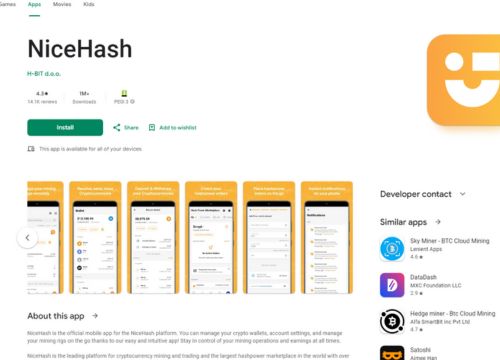 Games Apps Movies Kids
NiceHash
H-BIT d.o.o.
4.3★ 1M+
14.1K reviews Downloads PEGI 3
Install Share Add to wishlist
This app is available for all of your devices
Developer contact
Similar apps
Sky Miner - BTC Cloud Mining
Lenient Apps
4.6★
DataDash
MXC Foundation LLC
2.9★
Hedge miner - Btc Cloud Mining
Alfa SmartBit Inc Pvt Ltd
4.7★
Satoshi
Aimee Han
About this app
NiceHash is the official mobile app for the NiceHash platform. You can manage your crypto wallets, account settings, and manage
your mining rigs on the go thanks to our easy and intuitive app! Stay in control of your mining operations and earnings at all times.
NiceHash is the leading platform for cryptocurrency mining and trading and the largest hashpower marketplace in the world with over